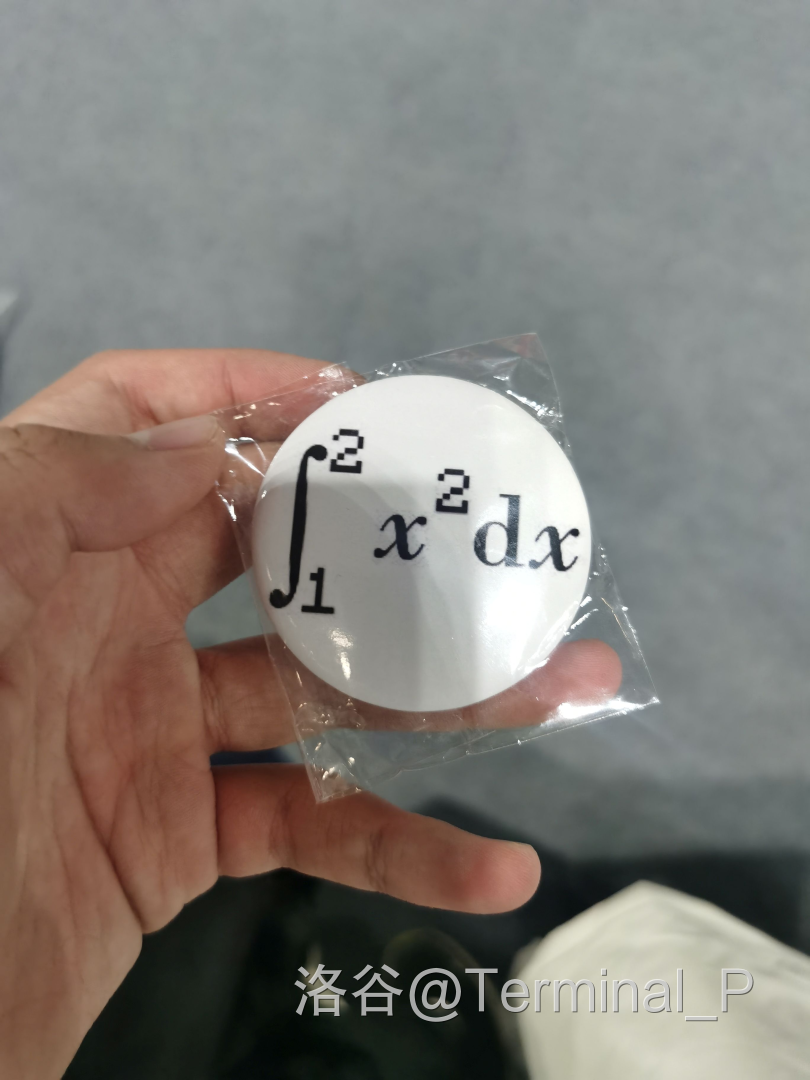 ∫₁² x²dx
洛谷@Terminal_P